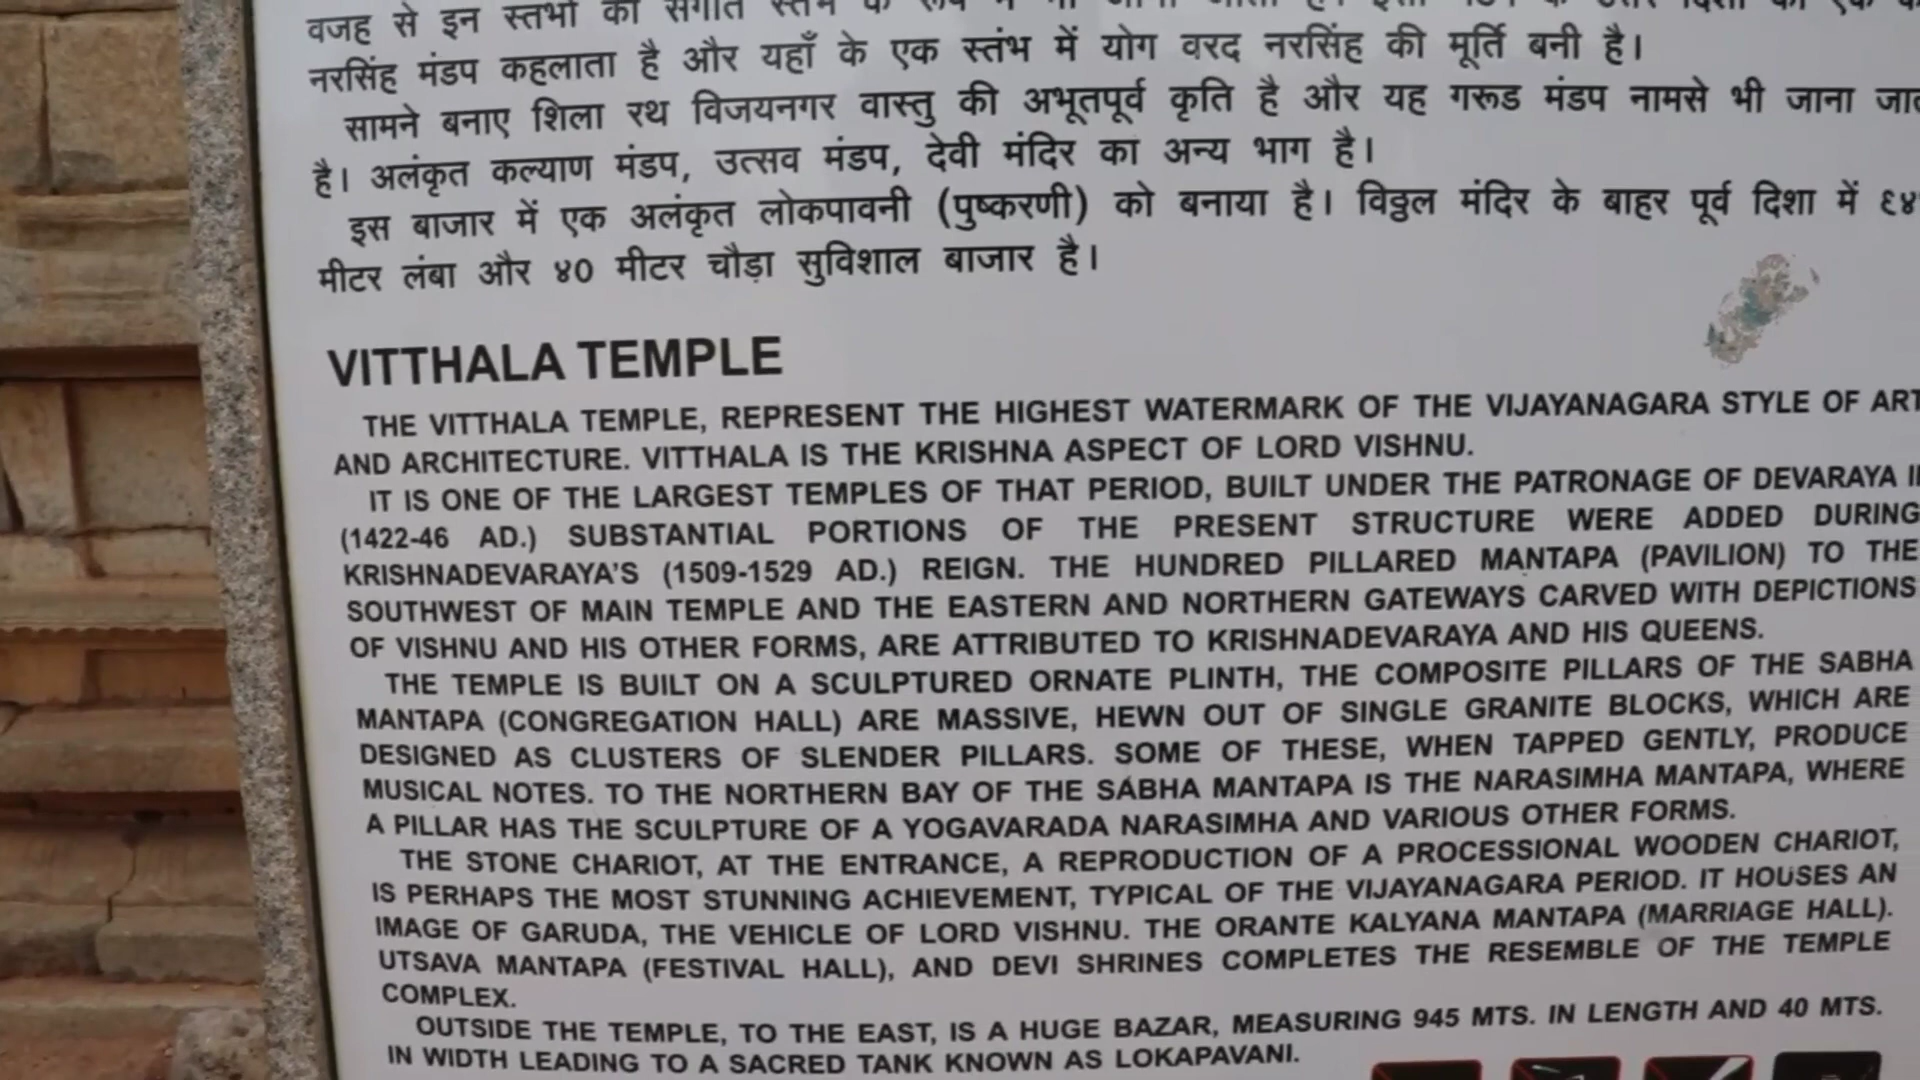 वजह से इन स्तंभों को संगीत स्तंभ के रूप में भी जाना जाता है। इसी
नरसिंह मंडप कहलाता है और यहाँ के एक स्तंभ में योग वरद नरसिंह की मूर्ति बनी है।
सामने बनाए शिला रथ विजयनगर वास्तु की अभूतपूर्व कृति है और यह गरूड मंडप नामसे भी जाना
है। अलंकृत कल्याण मंडप, उत्सव मंडप, देवी मंदिर का अन्य भाग है।
इस बाजार में एक अलंकृत लोकपावनी (पुष्करणी) को बनाया है। विठ्ठल मंदिर के बाहर पूर्व दिशा में
मीटर लंबा और ४० मीटर चौड़ा सुविशाल बाजार है।
VITTHALA TEMPLE
THE VITTHALA TEMPLE, REPRESENT THE HIGHEST WATERMARK OF THE VIJAYANAGARA STYLE OF ART
AND ARCHITECTURE. VITTHALA IS THE KRISHNA ASPECT OF LORD VISHNU.
IT IS ONE OF THE LARGEST TEMPLES OF THAT PERIOD, BUILT UNDER THE PATRONAGE OF DEVARAYA II
(1422-46 AD.) SUBSTANTIAL PORTIONS OF THE PRESENT STRUCTURE WERE ADDED DURING
KRISHNADEVARAYA'S (1509-1529 AD.) REIGN. THE HUNDRED PILLARED MANTAPA (PAVILION) TO THE
SOUTHWEST OF MAIN TEMPLE AND THE EASTERN AND NORTHERN GATEWAYS CARVED WITH DEPICTIONS
OF VISHNU AND HIS OTHER FORMS, ARE ATTRIBUTED TO KRISHNADEVARAYA AND HIS QUEENS.
THE TEMPLE IS BUILT ON A SCULPTURED ORNATE PLINTH, THE COMPOSITE PILLARS OF THE SABHA
MANTAPA (CONGREGATION HALL) ARE MASSIVE, HEWN OUT OF SINGLE GRANITE BLOCKS, WHICH ARE
DESIGNED AS CLUSTERS OF SLENDER PILLARS. SOME OF THESE, WHEN TAPPED GENTLY, PRODUCE
MUSICAL NOTES. TO THE NORTHERN BAY OF THE SABHA MANTAPA IS THE NARASIMHA MANTAPA, WHERE
A PILLAR HAS THE SCULPTURE OF A YOGAVARADA NARASIMHA AND VARIOUS OTHER FORMS.
THE STONE CHARIOT, AT THE ENTRANCE, A REPRODUCTION OF A PROCESSIONAL WOODEN CHARIOT,
IS PERHAPS THE MOST STUNNING ACHIEVEMENT, TYPICAL OF THE VIJAYANAGARA PERIOD. IT HOUSES AN
IMAGE OF GARUDA, THE VEHICLE OF LORD VISHNU. THE ORANTE KALYANA MANTAPA (MARRIAGE HALL).
UTSAVA MANTAPA (FESTIVAL HALL), AND DEVI SHRINES COMPLETES THE RESEMBLE OF THE TEMPLE
COMPLEX.
OUTSIDE THE TEMPLE, TO THE EAST, IS A HUGE BAZAR, MEASURING 945 MTS. IN LENGTH AND 40 MTS.
IN WIDTH LEADING TO A SACRED TANK KNOWN AS LOKAPAVANI.